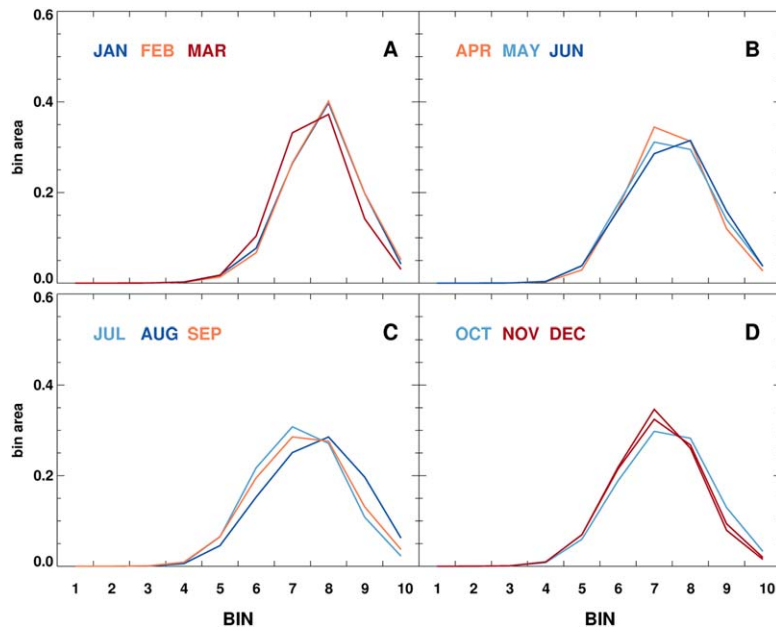 0.6
JAN FEB MAR A
APR MAY JUN B
0.4
bin area
0.2
0.0
0.6
JUL AUG SEP C
OCT NOV DEC D
0.4
bin area
0.2
0.0
1 2 3 4 5 6 7 8 9 10
1 2 3 4 5 6 7 8 9 10
BIN
BIN